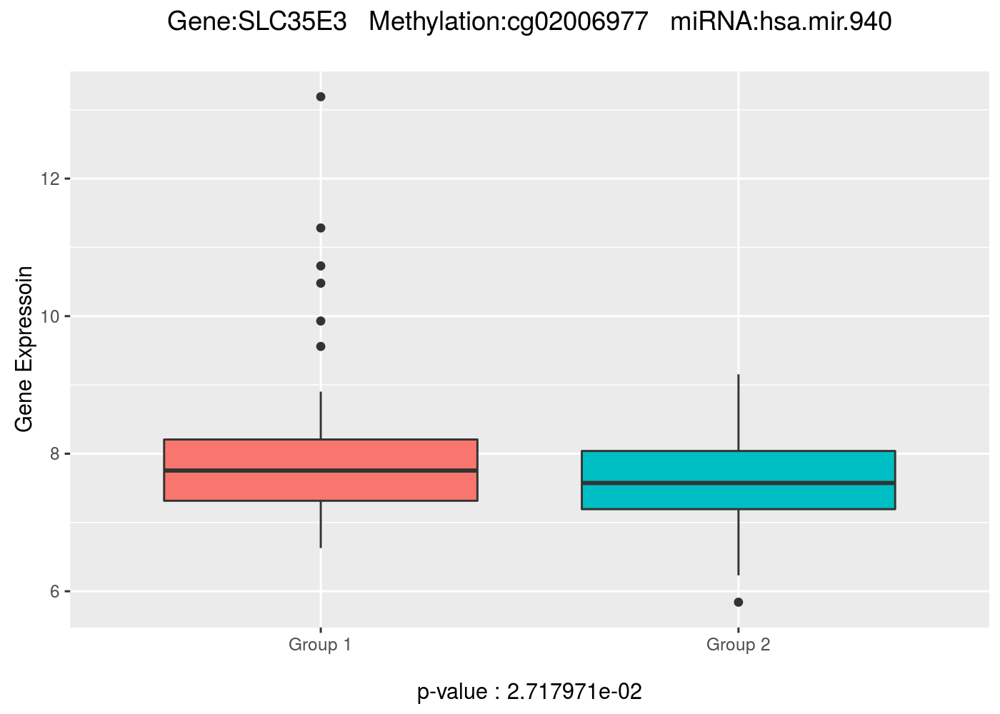 Gene:SLC35E3   Methylation:cg02006977   miRNA:hsa.mir.940
12
10
8
6
Gene Expressoin
Group 1
Group 2
p-value : 2.717971e-02